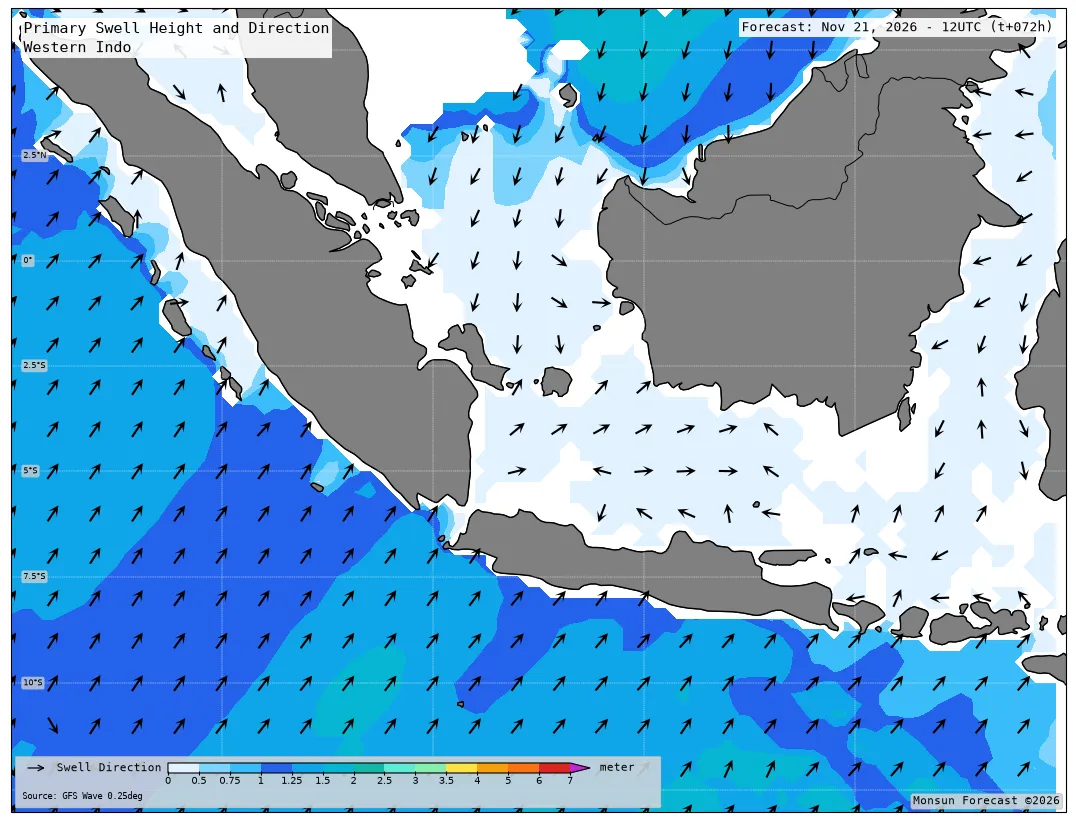 Primary Swell Height and Direction
Western Indo
Forecast: Nov 21, 2026 - 12UTC (t+072h)
2.5°N
0°
2.5°S
5°S
7.5°S
10°S
Swell Direction
0 0.5 0.75 1 1.25 1.5 2 2.5 3 3.5 4 5 6 7
meter
Source: GFS Wave 0.25deg
Monsun Forecast ©2026